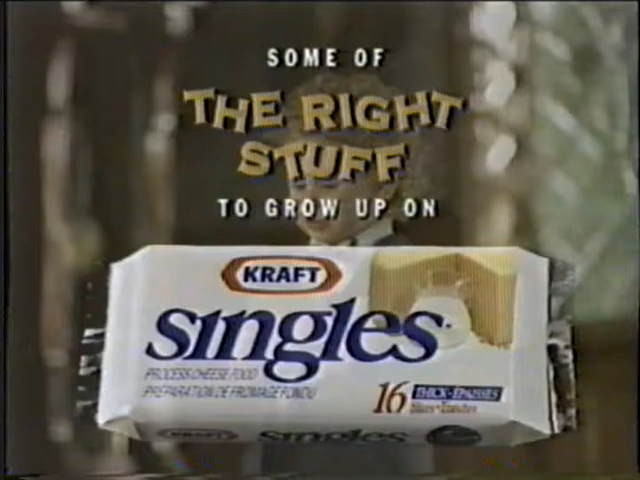 SOME OF
THE RIGHT
STUFF
TO GROW UP ON
KRAFT
singles
PROCESS CHEESE FOOD
PRÉPARATION DE FROMAGE FONDU
16 THICK-ÉPAISSES
KRAFT singles